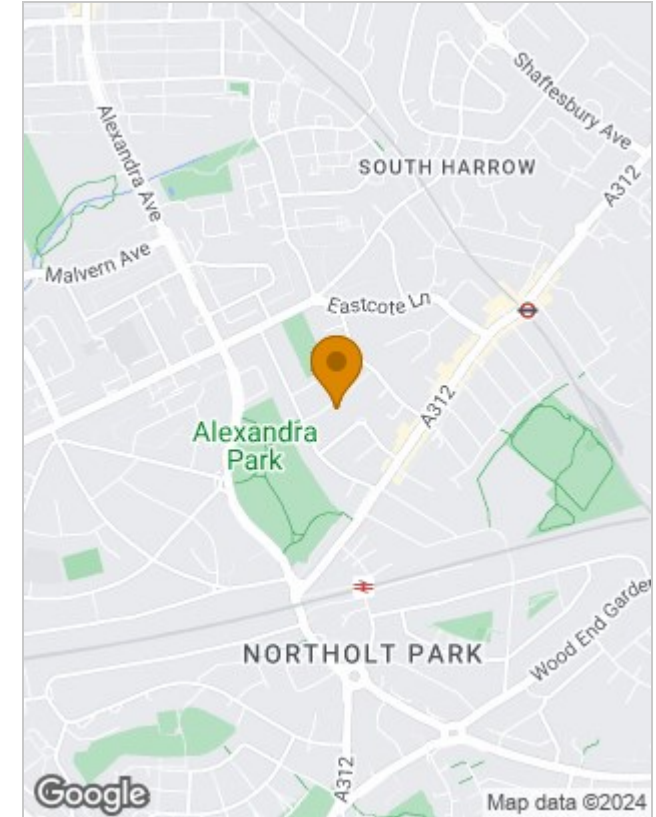 Shaftesbury Ave
Alexandra Ave
SOUTH HARROW
A312
Malvern Ave
Eastcote Ln
A312
Alexandra
Park
Wood End Garde
NORTHOLT PARK
A312
Google
Map data ©2024